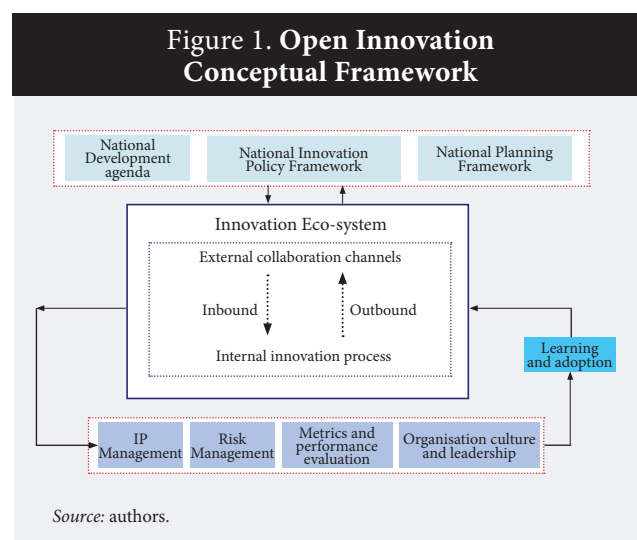 Figure 1. Open Innovation
Conceptual Framework
National
Development
agenda
National Innovation
Policy Framework
National Planning
Framework
Innovation Eco-system
External collaboration channels
Inbound
Outbound
Internal innovation process
Learning
and adoption
IP
Management
Risk
Management
Metrics and
performance
evaluation
Organisation culture
and leadership
Source: authors.